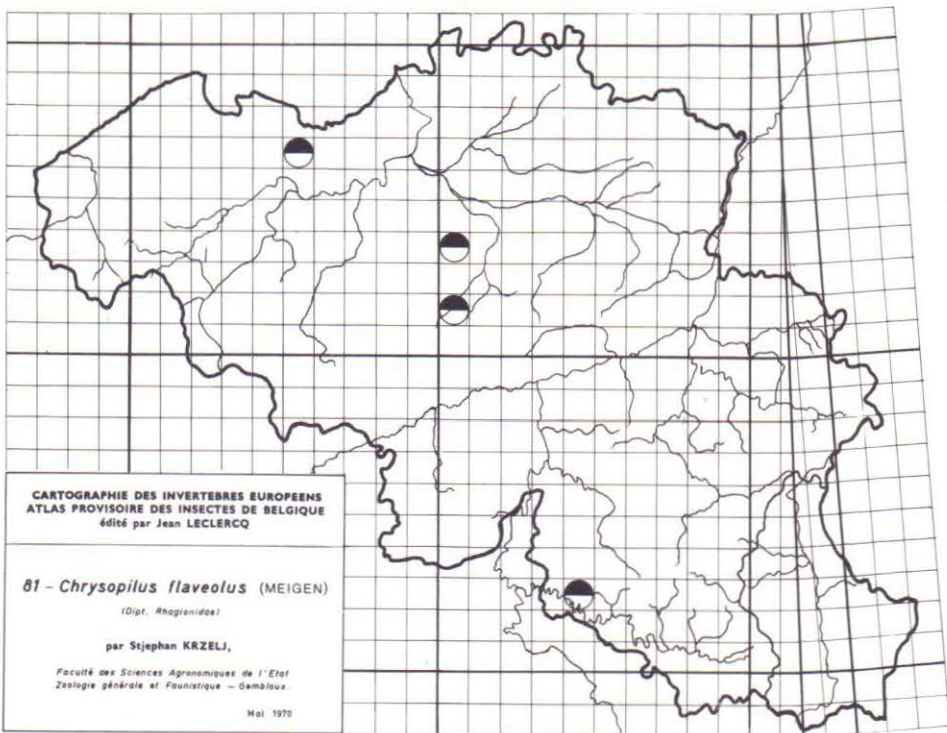 CARTOGRAPHIE DES INVERTEBRES EUROPEENS
ATLAS PROVISOIRE DES INSECTES DE BELGIQUE
édité par Jean LECLERCQ
81 - Chrysopilus flaveolus (MEIGEN)
(Dipt. Rhagionidae)
par Stjephan KRZELJ,
Faculté des Sciences Agronomiques de l'Etat
Zoologie générale et Faunistique — Gembloux.
Mai 1970